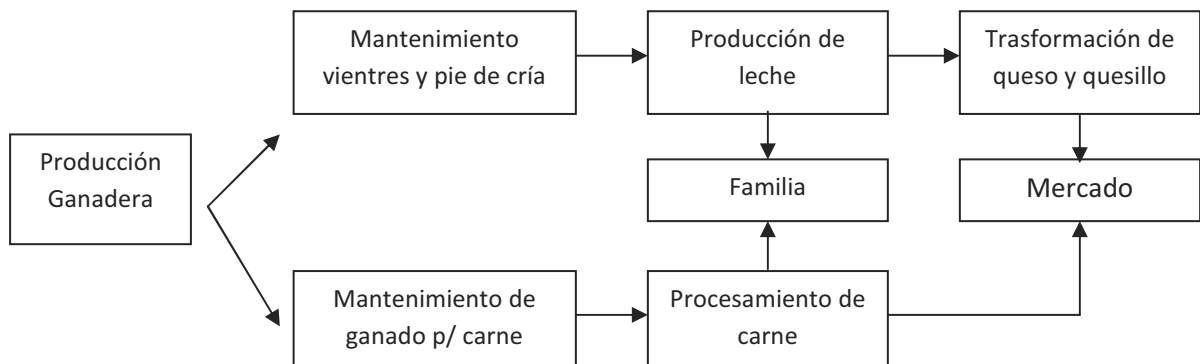 Mantenimiento
vientres y pie de cría
Producción de
leche
Trasformación de
queso y quesillo
Producción
Ganadera
Familia
Mercado
Mantenimiento de
ganado p/ carne
Procesamiento de
carne